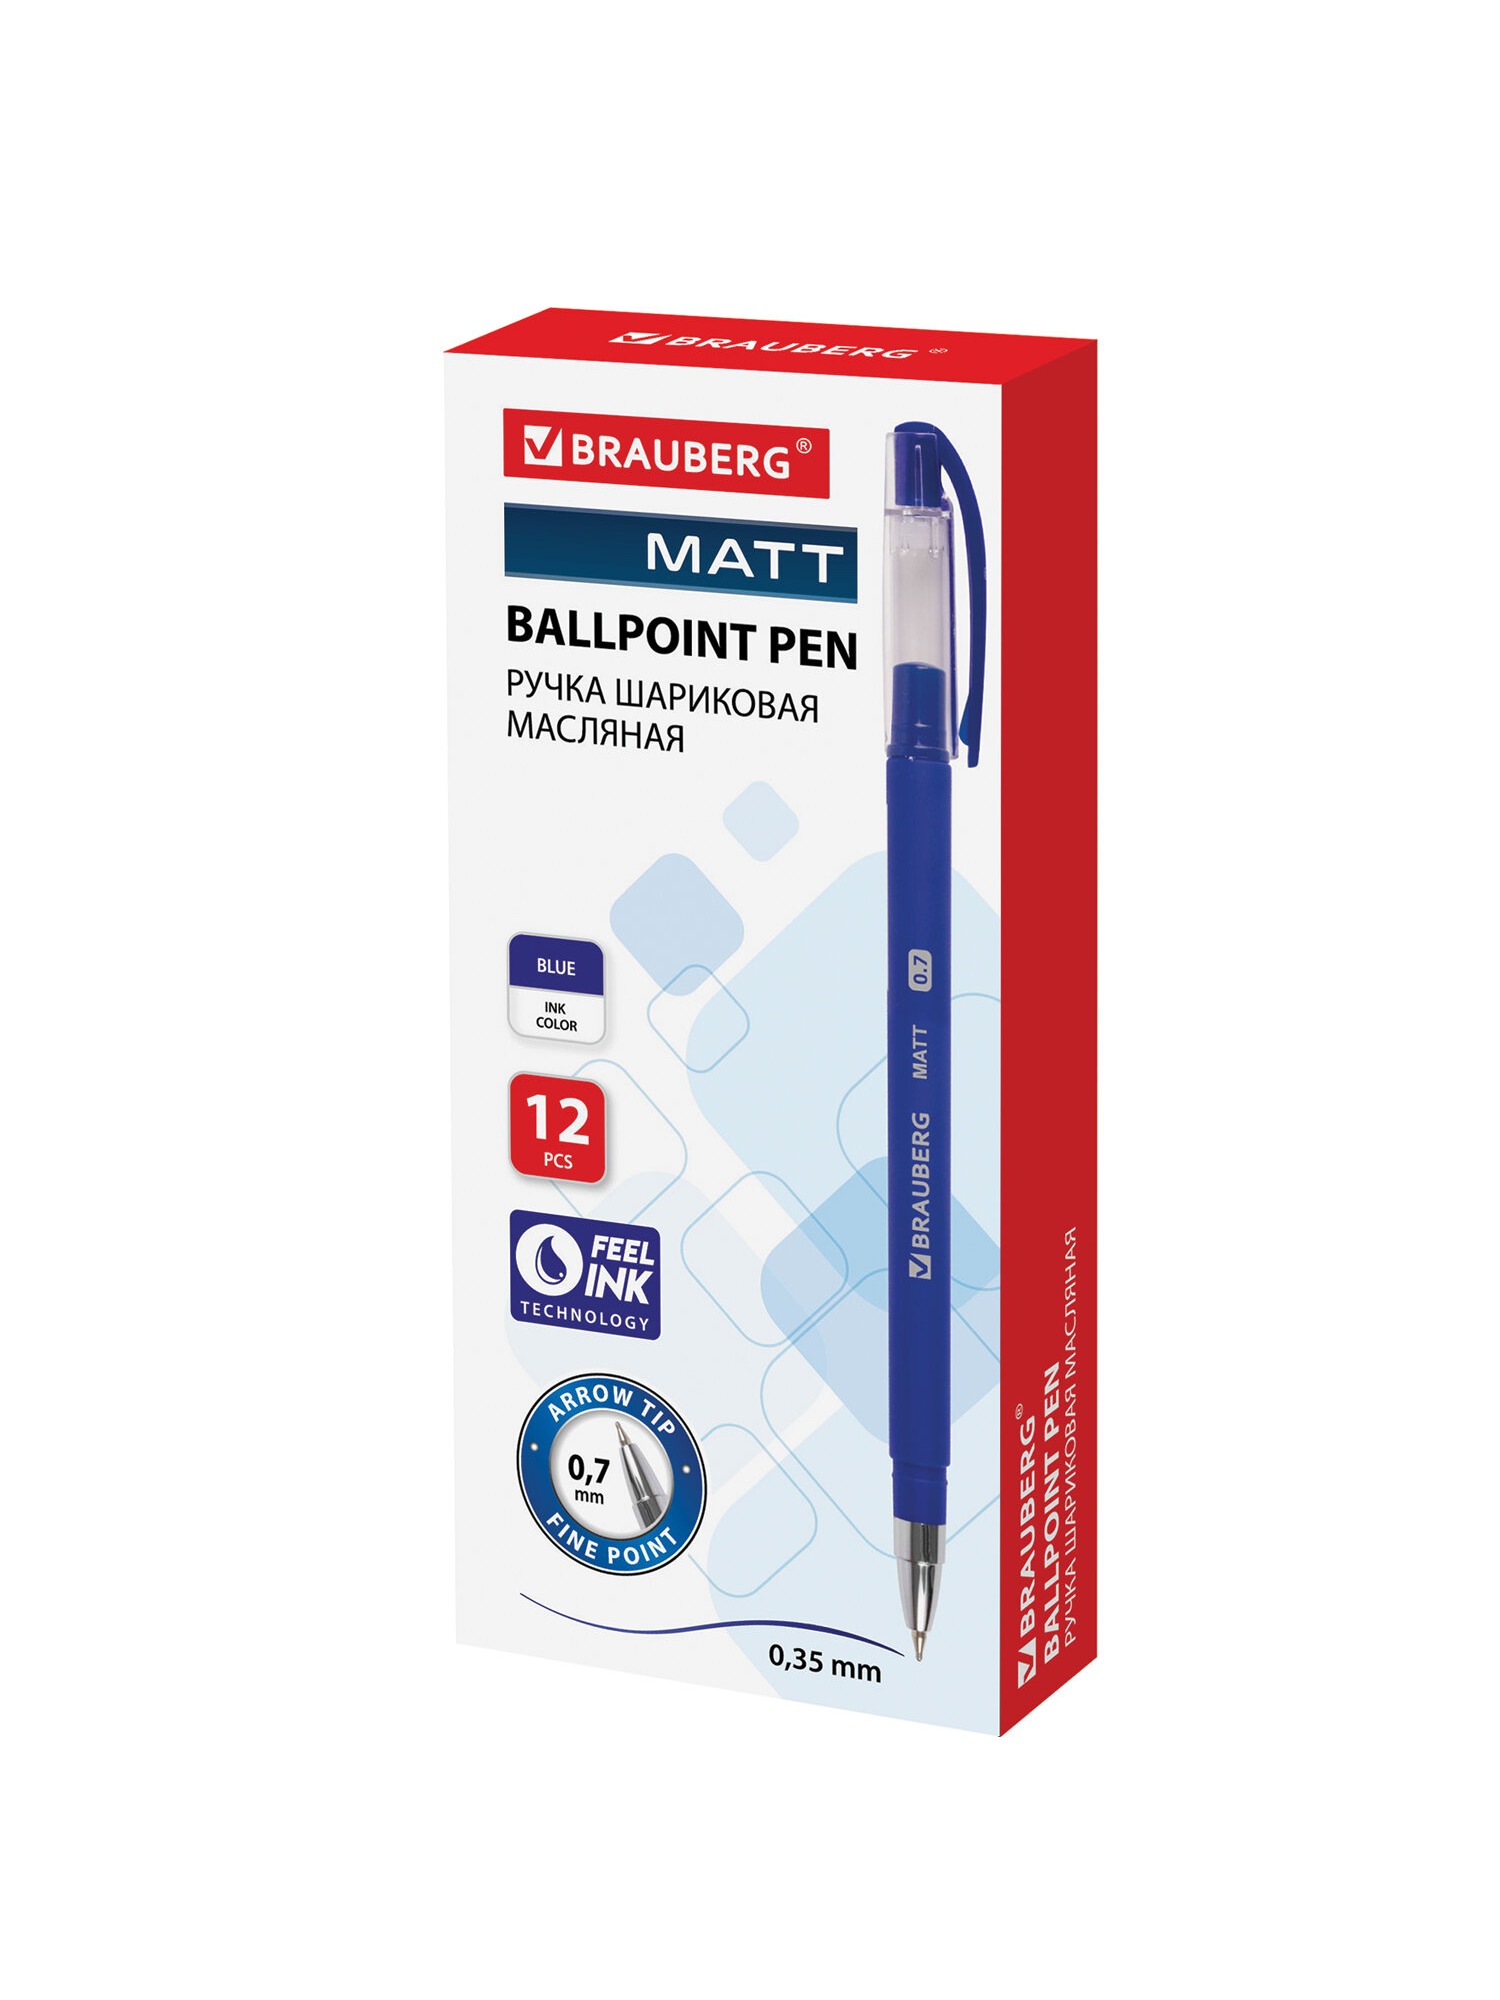 BRAUBERG ®
BRAUBERG®
MATT
BALLPOINT PEN
РУЧКА ШАРИКОВАЯ
МАСЛЯНАЯ
BLUE
INK
COLOR
12
PCS
FEEL
INK
TECHNOLOGY
ARROW TIP
0,7
mm
FINE POINT
0,35 mm
BRAUBERG MATT 0.7
BRAUBERG®
BALLPOINT PEN
РУЧКА ШАРИКОВАЯ МАСЛЯНАЯ